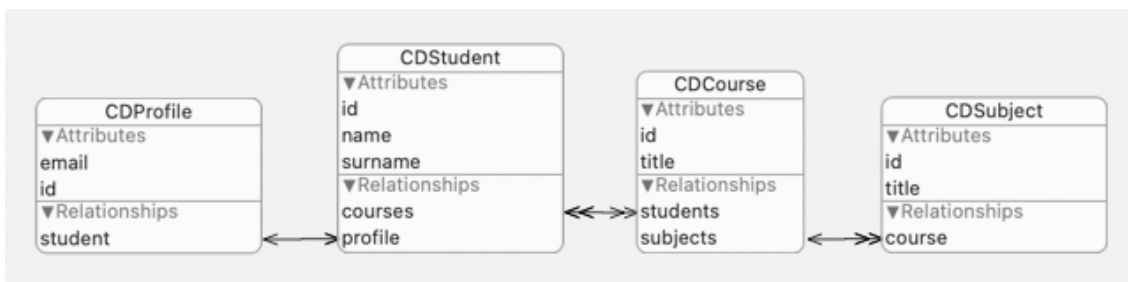 CDProfile
▼Attributes
email
id
▼Relationships
student
CDStudent
▼Attributes
id
name
surname
▼Relationships
courses
profile
CDCourse
▼Attributes
id
title
▼Relationships
students
subjects
CDSubject
▼Attributes
id
title
▼Relationships
course